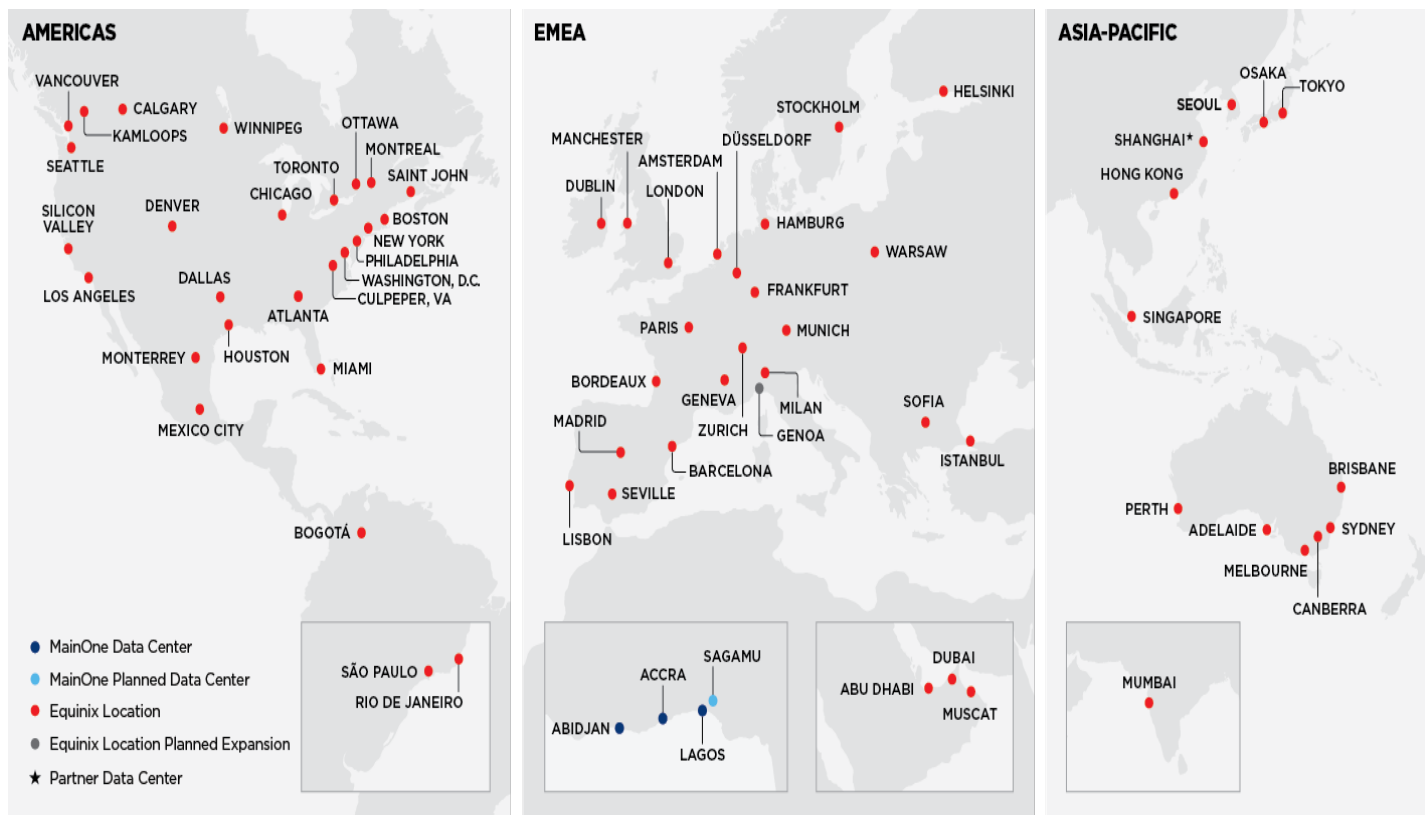 AMERICAS
VANCOUVER
CALGARY
KAMLOOPS
WINNIPEG
SEATTLE
OTTAWA
MONTREAL
TORONTO
SAINT JOHN
CHICAGO
DENVER
SILICON
VALLEY
BOSTON
NEW YORK
PHILADELPHIA
WASHINGTON, D.C.
CULPEPER, VA
LOS ANGELES
DALLAS
ATLANTA
HOUSTON
MONTERREY
MIAMI
MEXICO CITY
BOGOTÁ
SÃO PAULO
RIO DE JANEIRO
MainOne Data Center
MainOne Planned Data Center
Equinix Location
Equinix Location Planned Expansion
★ Partner Data Center
EMEA
HELSINKI
STOCKHOLM
MANCHESTER
DÜSSELDORF
AMSTERDAM
DUBLIN
LONDON
HAMBURG
WARSAW
FRANKFURT
PARIS
MUNICH
BORDEAUX
GENEVA
MILAN
ZURICH
GENOA
SOFIA
MADRID
ISTANBUL
BARCELONA
SEVILLE
LISBON
SAGAMU
ACCRA
ABIDJAN
LAGOS
DUBAI
ABU DHABI
MUSCAT
ASIA-PACIFIC
OSAKA
TOKYO
SEOUL
SHANGHAI★
HONG KONG
SINGAPORE
BRISBANE
PERTH
ADELAIDE
SYDNEY
MELBOURNE
CANBERRA
MUMBAI